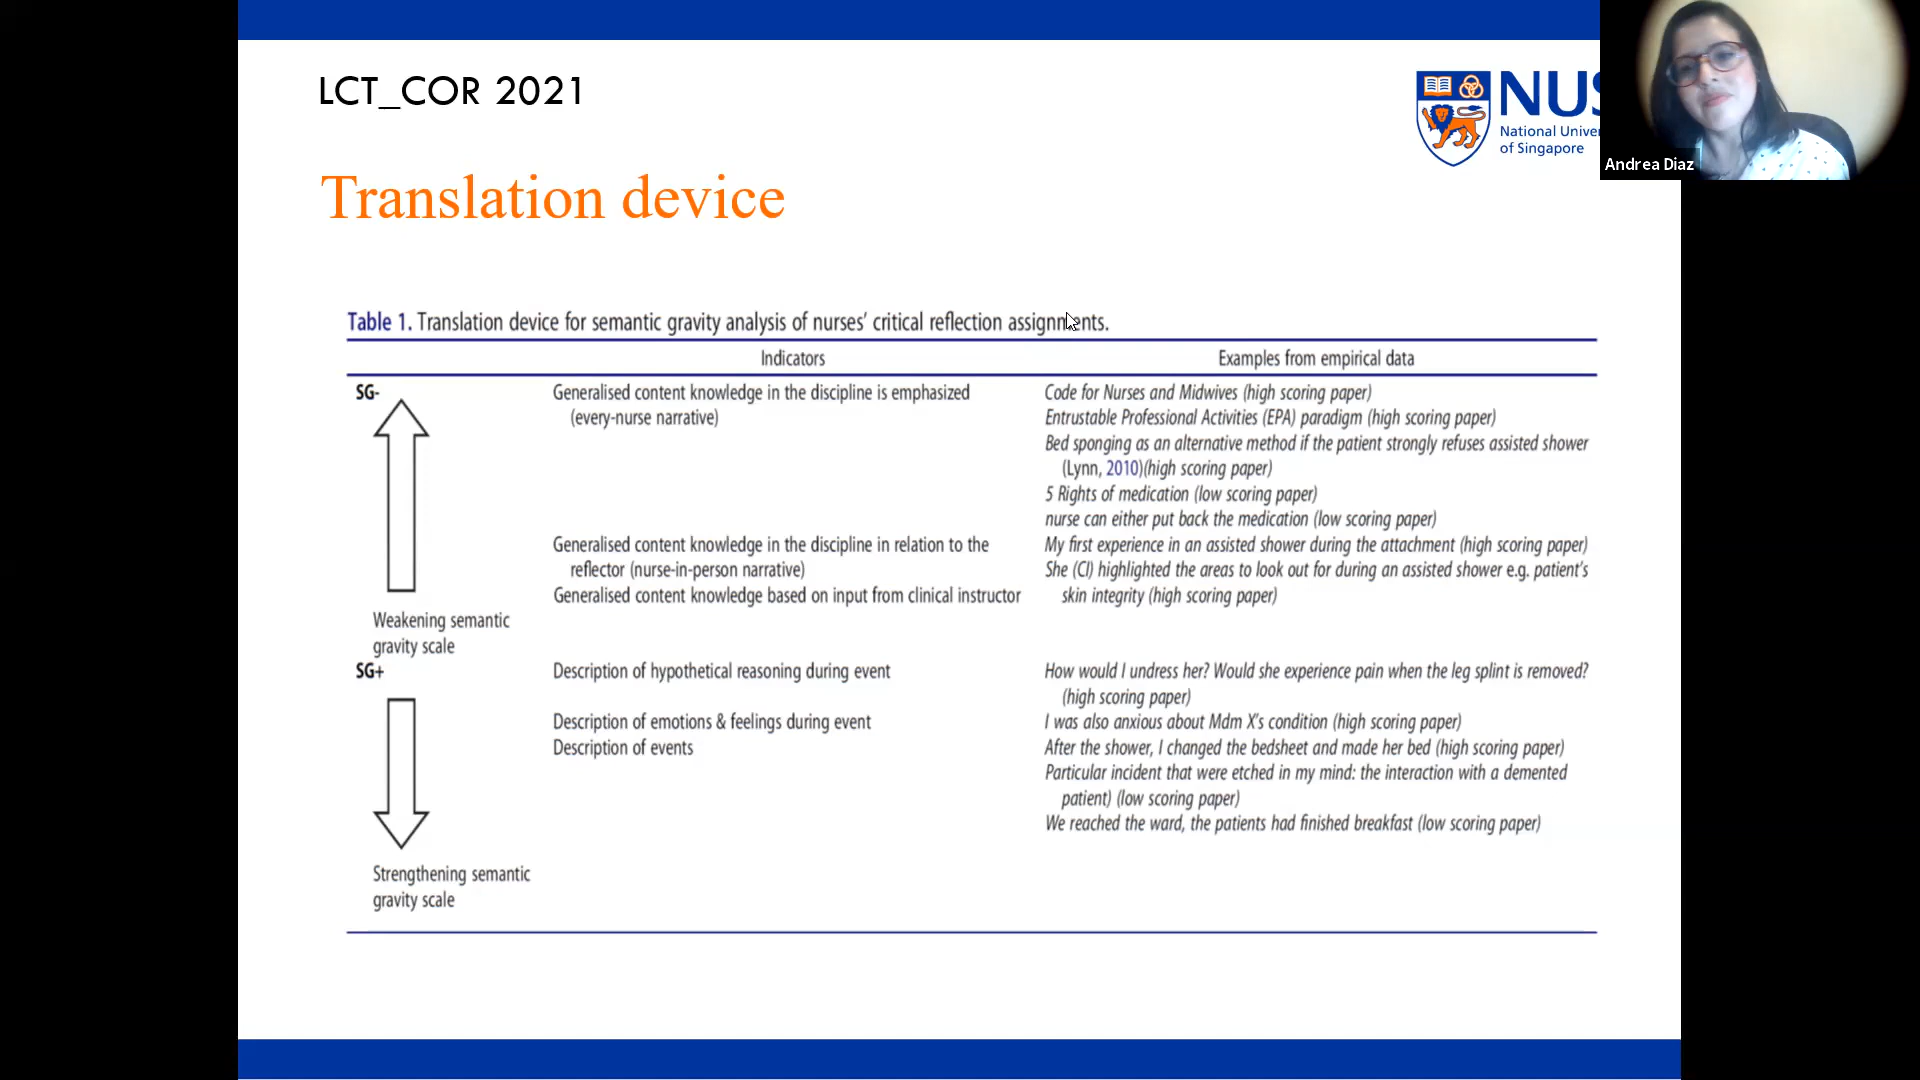 LCT_COR 2021
NUS
National Univer
of Singapore
Andrea Diaz
Translation device
Table 1. Translation device for semantic gravity analysis of nurses' critical reflection assignments.
Indicators
Examples from empirical data
SG-
Generalised content knowledge in the discipline is emphasized
(every-nurse narrative)
Code for Nurses and Midwives (high scoring paper)
Entrustable Professional Activities (EPA) paradigm (high scoring paper)
Bed sponging as an alternative method if the patient strongly refuses assisted shower
(Lynn, 2010)(high scoring paper)
5 Rights of medication (low scoring paper)
nurse can either put back the medication (low scoring paper)
Generalised content knowledge in the discipline in relation to the
reflector (nurse-in-person narrative)
Generalised content knowledge based on input from clinical instructor
My first experience in an assisted shower during the attachment (high scoring paper)
She (CI) highlighted the areas to look out for during an assisted shower e.g. patient's
skin integrity (high scoring paper)
Weakening semantic
gravity scale
SG+
Description of hypothetical reasoning during event
How would I undress her? Would she experience pain when the leg splint is removed?
(high scoring paper)
Description of emotions & feelings during event
I was also anxious about Mdm X's condition (high scoring paper)
Description of events
After the shower, I changed the bedsheet and made her bed (high scoring paper)
Particular incident that were etched in my mind: the interaction with a demented
patient) (low scoring paper)
We reached the ward, the patients had finished breakfast (low scoring paper)
Strengthening semantic
gravity scale